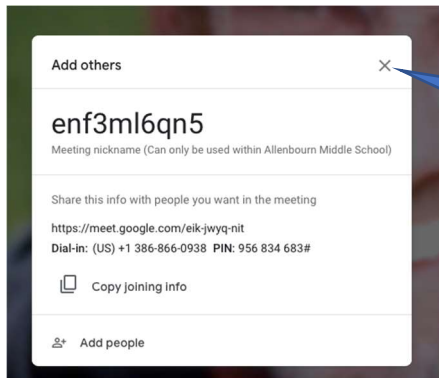 Add others
enf3ml6qn5
Meeting nickname (Can only be used within Allenbourn Middle School)
Share this info with people you want in the meeting
https://meet.google.com/eik-jwyq-nit
Dial-in: (US) +1 386-866-0938 PIN: 956 834 683#
Copy joining info
Add people